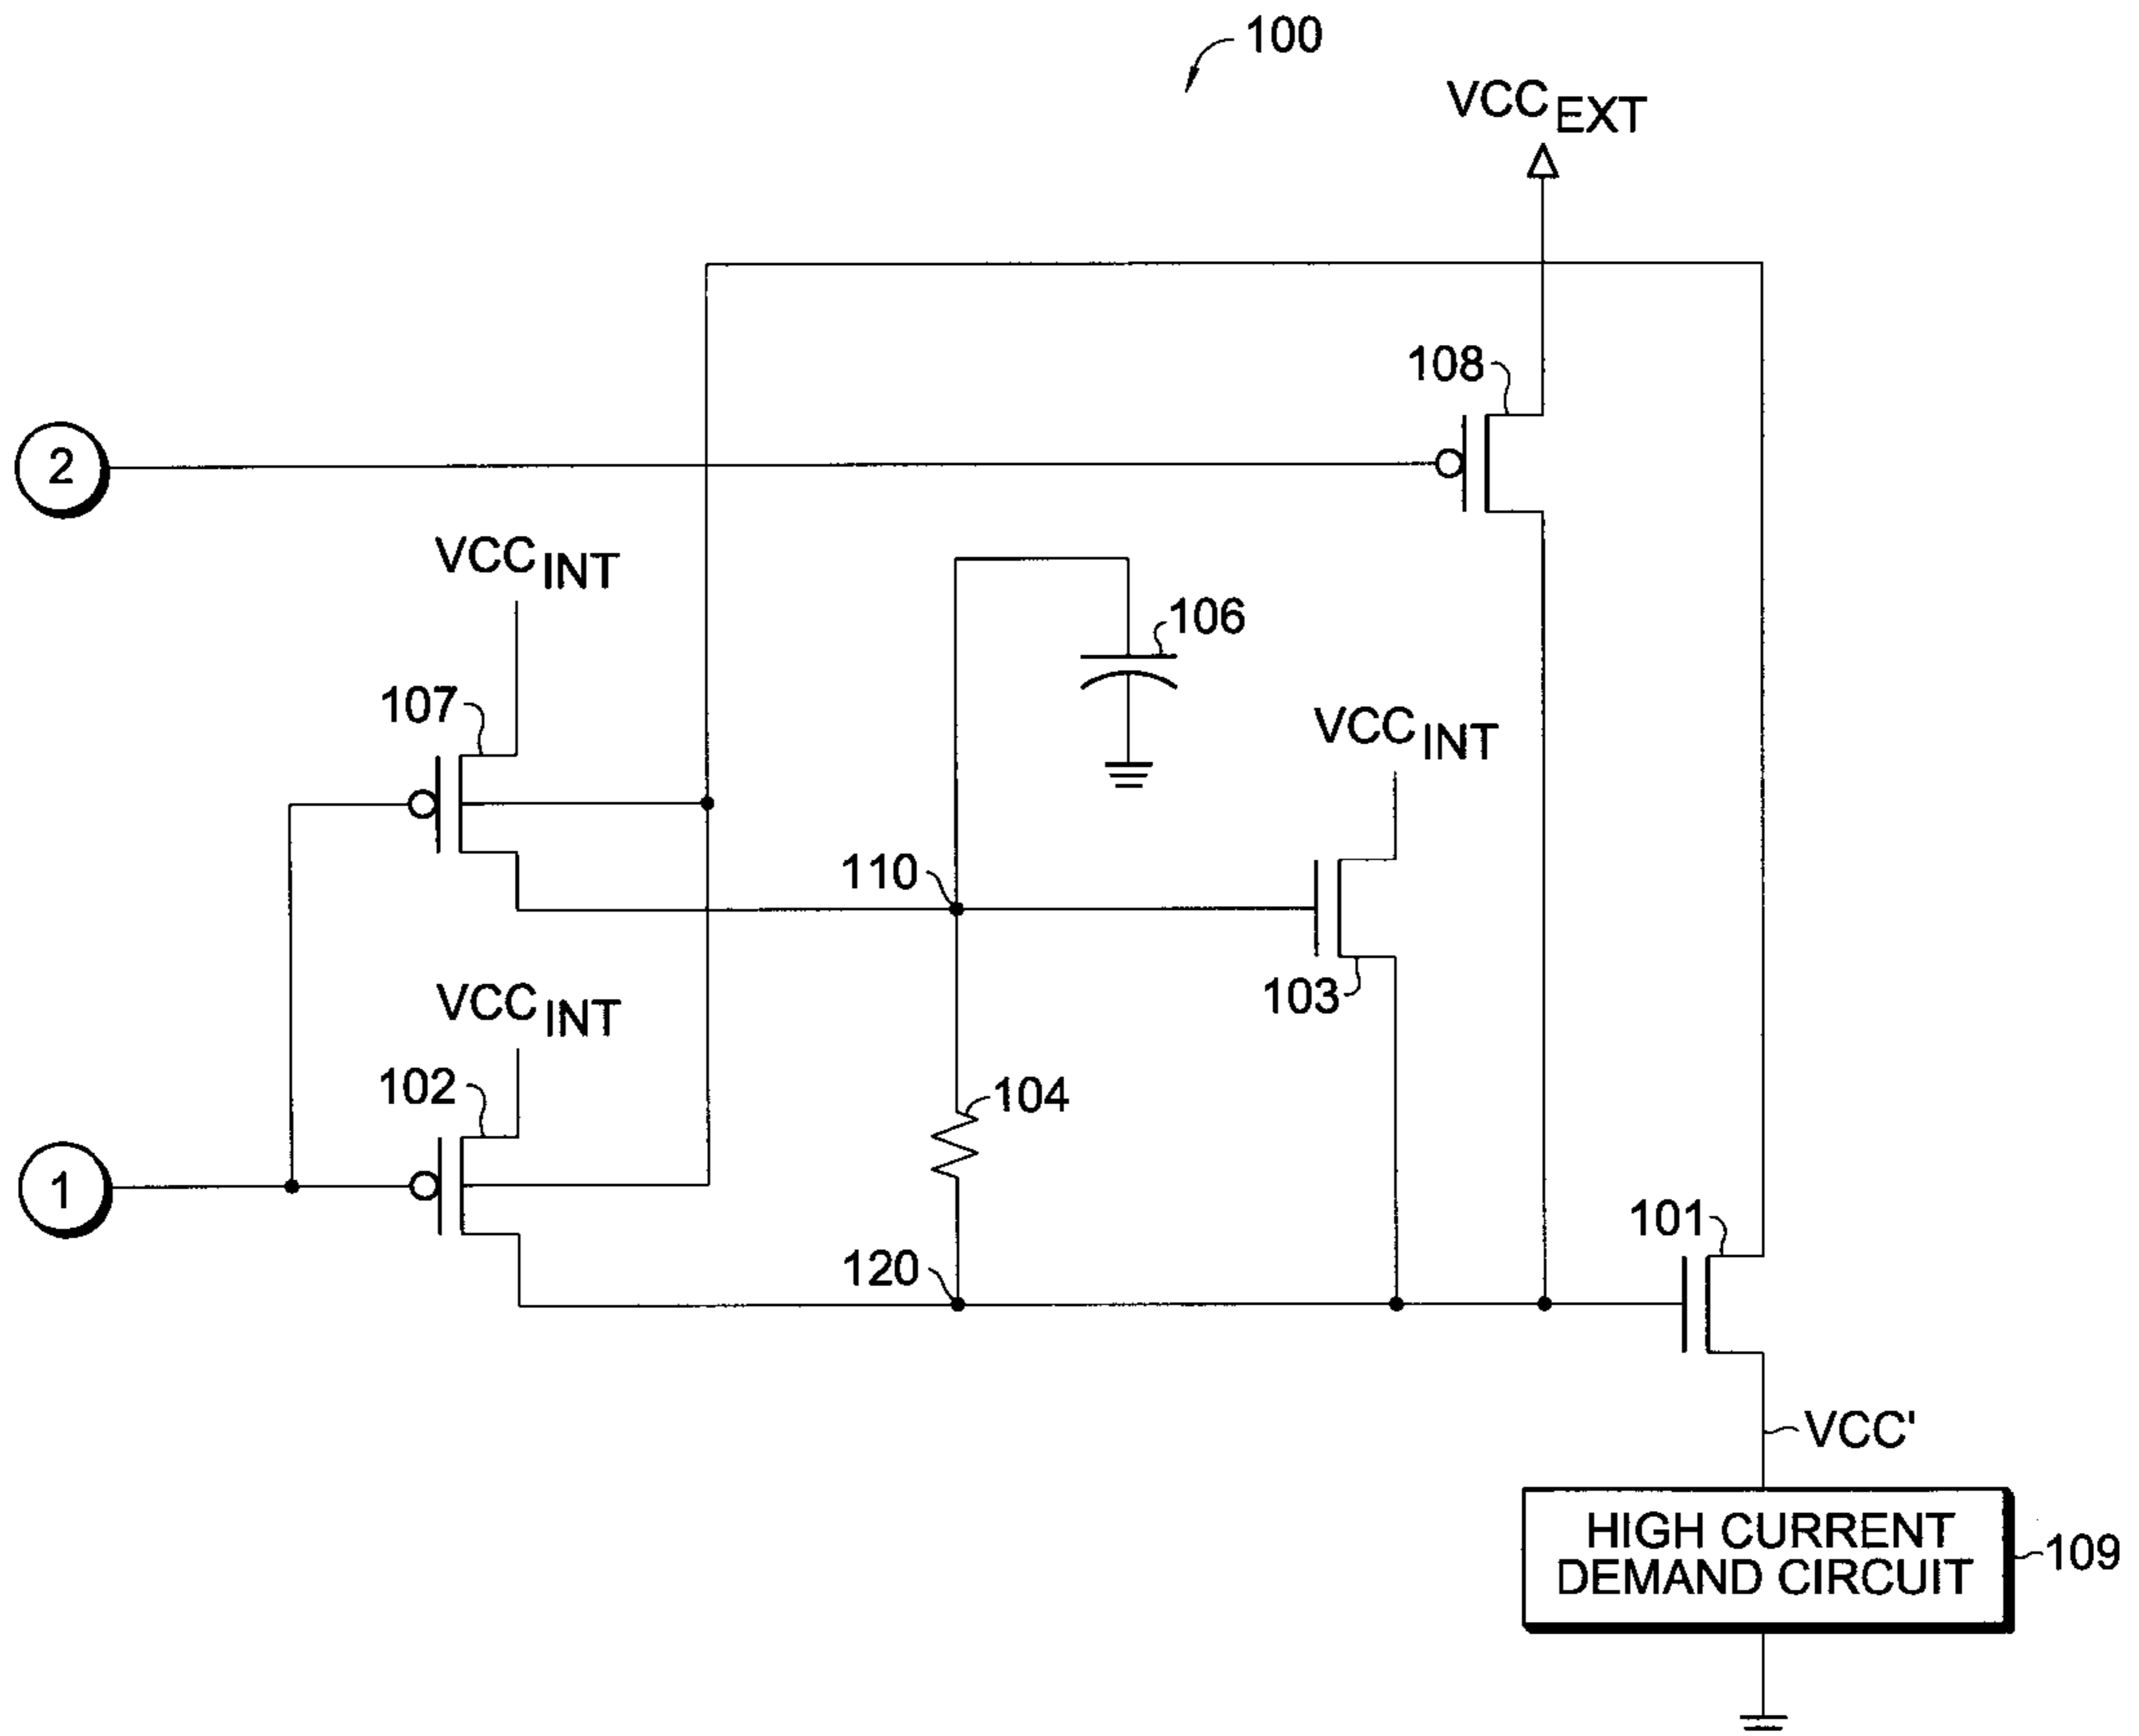 100
VCC EXT
108
2
VCC INT
106
107
VCC INT
110
103
VCC INT
102
104
1
101
120
VCC'
HIGH CURRENT
DEMAND CIRCUIT
109